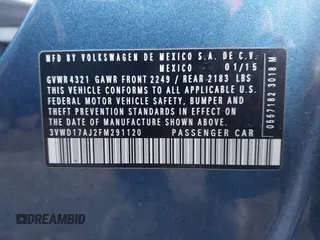 MFD BY VOLKSWAGEN DE MEXICO S.A. DE C.V.
MEXICO 01/15
GVWR 4321 GAWR FRONT 2249 / REAR 2183 LBS
THIS VEHICLE CONFORMS TO ALL APPLICABLE U.S.
FEDERAL MOTOR VEHICLE SAFETY, BUMPER AND
THEFT PREVENTION STANDARDS IN EFFECT ON
THE DATE OF MANUFACTURE SHOWN ABOVE
3VWD17AJ2FM291120 PASSENGER CAR
0557182 3018 M
DREAMBID